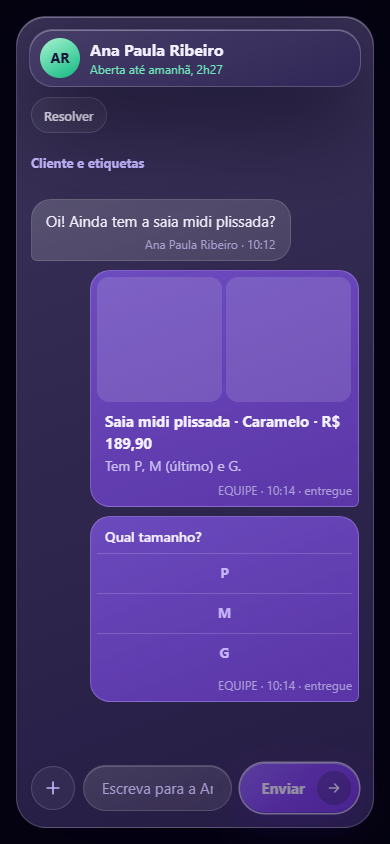 AR
Ana Paula Ribeiro
Aberta até amanhã, 2h27
Resolver
Cliente e etiquetas
Oi! Ainda tem a saia midi plissada?
Ana Paula Ribeiro · 10:12
Saia midi plissada · Caramelo · R$
189,90
Tem P, M (último) e G.
EQUIPE · 10:14 · entregue
Qual tamanho?
P
M
G
EQUIPE · 10:14 · entregue
Escreva para a
Enviar